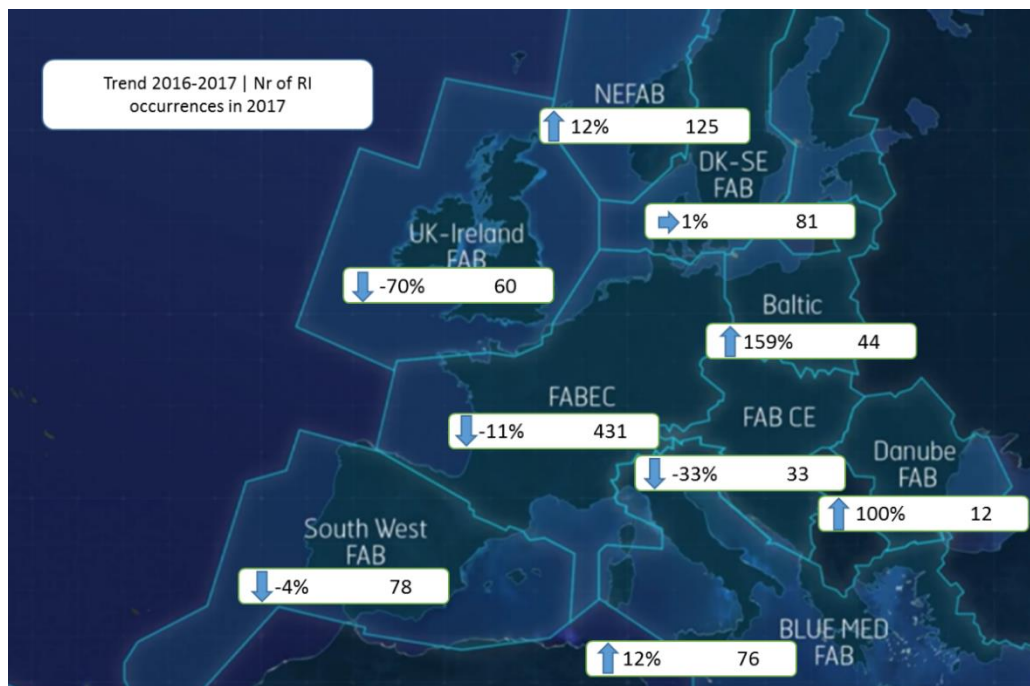 Trend 2016-2017 | Nr of RI
occurrences in 2017
NEFAB
12% 125
DK-SE
FAB
1% 81
UK-Ireland
FAB
-70% 60
Baltic
159% 44
FABEC
-11% 431
FAB CE
-33% 33
Danube
FAB
100% 12
South West
FAB
-4% 78
BLUE MED
FAB
12% 76